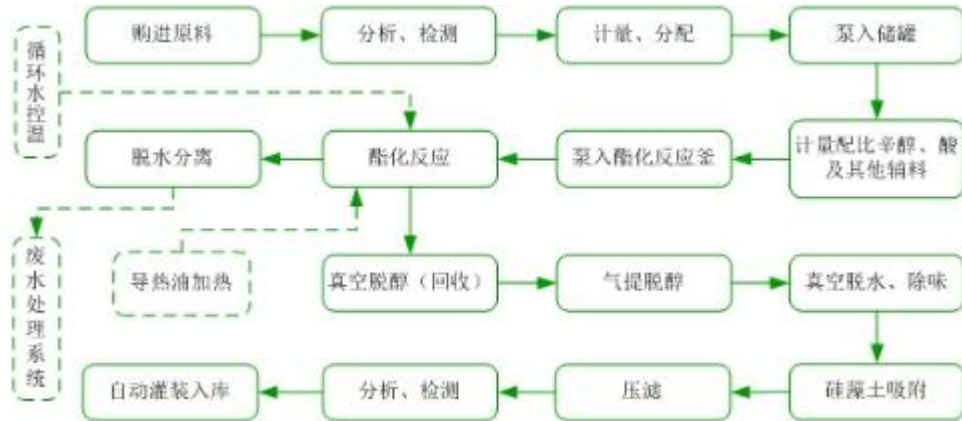 购进原料
分析、检测
计量、分配
泵入储罐
循环水控温
脱水分离
酯化反应
泵入酯化反应釜
计量配比辛醇、酸
及其他辅料
废水处理系统
导热油加热
真空脱醇（回收）
气提脱醇
真空脱水、除味
自动灌装入库
分析、检测
压滤
硅藻土吸附